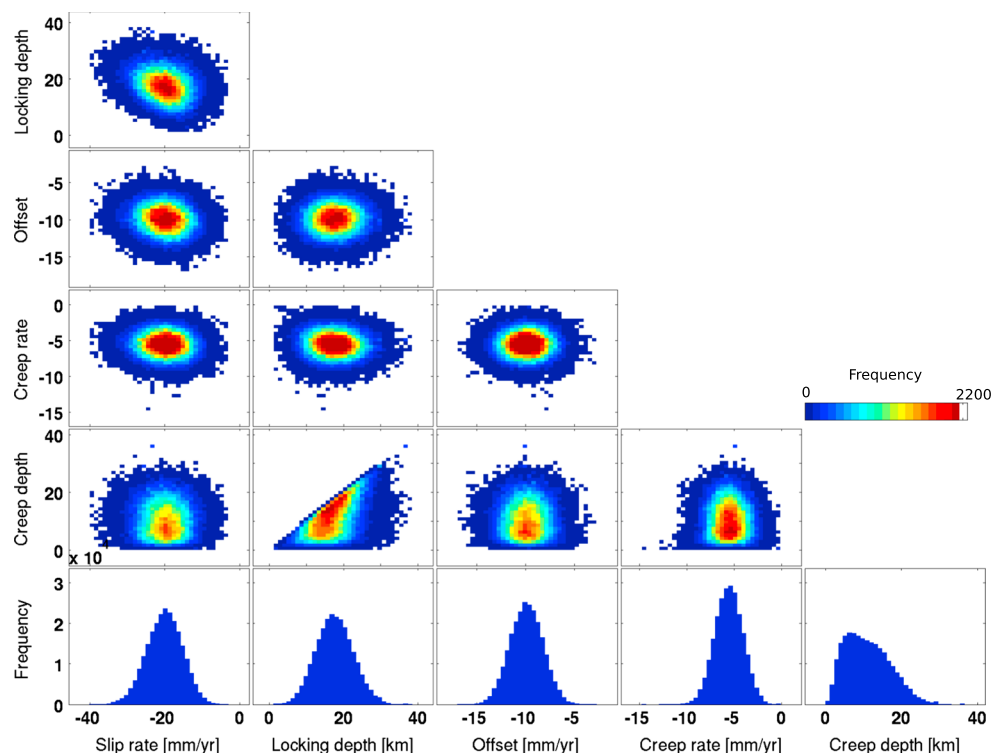 40
20
0
Locking depth
-5
-10
-15
Offset
0
-5
-10
-15
Creep rate
Frequency
0
2200
40
20
0
Creep depth
x 10
3
2
1
0
Frequency
-40 -20 0
0 20 40
-15 -10 -5
-15 -10 -5 0
0 10 20 30 40
Slip rate [mm/yr]
Locking depth [km]
Offset [mm/yr]
Creep rate [mm/yr]
Creep depth [km]